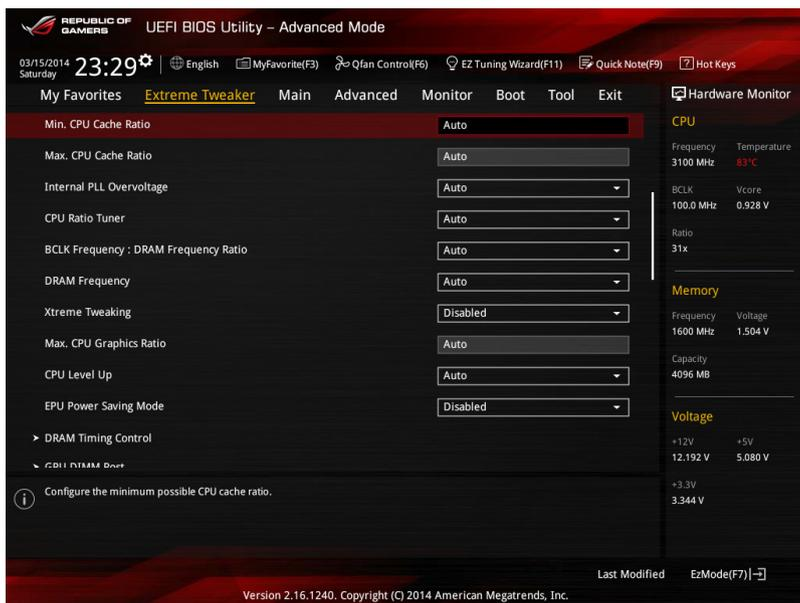 REPUBLIC OF
GAMERS
UEFI BIOS Utility – Advanced Mode
03/15/2014
Saturday
23:29
English
MyFavorite(F3)
Qfan Control(F6)
EZ Tuning Wizard(F11)
Quick Note(F9)
? Hot Keys
My Favorites Extreme Tweaker Main Advanced Monitor Boot Tool Exit
Min. CPU Cache Ratio Auto
Max. CPU Cache Ratio Auto
Internal PLL Overvoltage Auto
CPU Ratio Tuner Auto
BCLK Frequency : DRAM Frequency Ratio Auto
DRAM Frequency Auto
Xtreme Tweaking Disabled
Max. CPU Graphics Ratio Auto
CPU Level Up Auto
EPU Power Saving Mode Disabled
DRAM Timing Control
GPU.DIMM Post
i Configure the minimum possible CPU cache ratio.
Hardware Monitor
CPU
Frequency Temperature
3100 MHz 83°C
BCLK Vcore
100.0 MHz 0.928 V
Ratio
31x
Memory
Frequency Voltage
1600 MHz 1.504 V
Capacity
4096 MB
Voltage
+12V +5V
12.192 V 5.080 V
+3.3V
3.344 V
Last Modified EzMode(F7)
Version 2.16.1240. Copyright (C) 2014 American Megatrends, Inc.